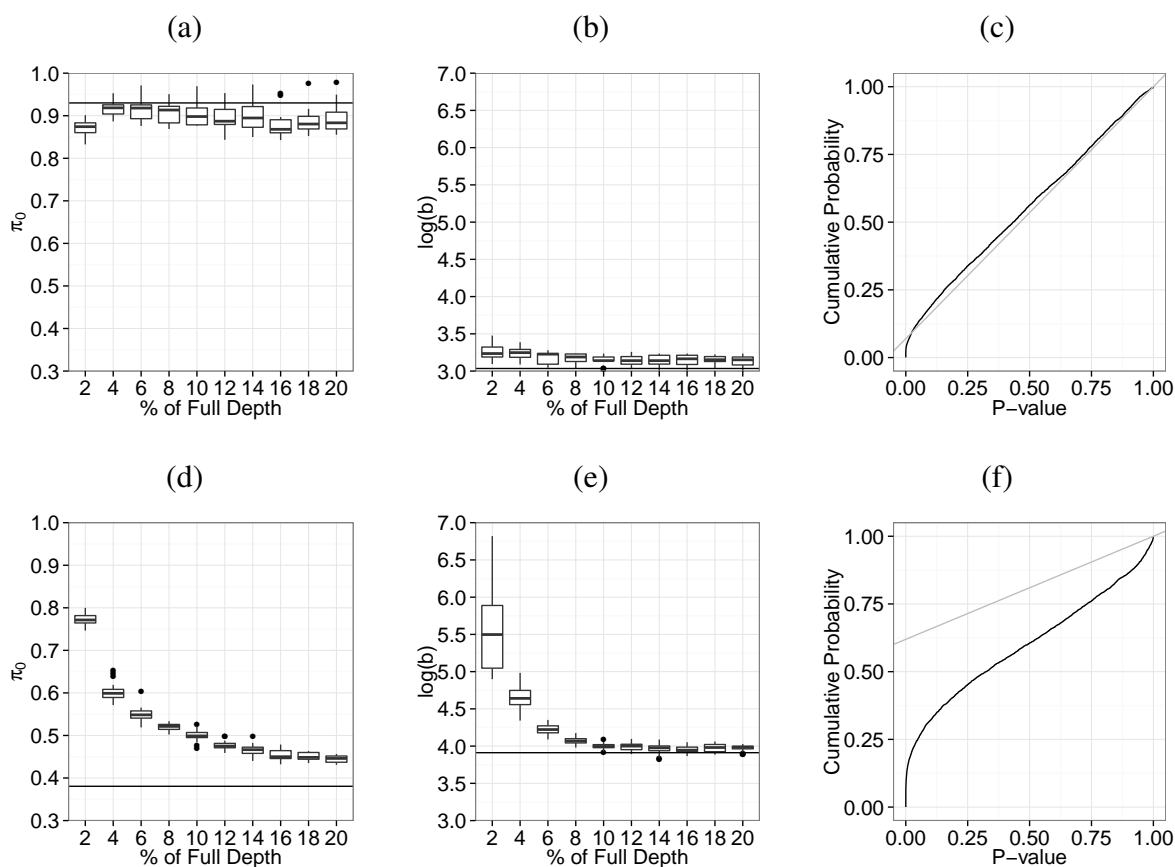 (a)
(b)
(c)
1.0
0.9
0.8
0.7
0.6
0.5
0.4
0.3
π0
2 4 6 8 10 12 14 16 18 20
% of Full Depth
7.0
6.5
6.0
5.5
5.0
4.5
4.0
3.5
3.0
log(b)
2 4 6 8 10 12 14 16 18 20
% of Full Depth
1.00
0.75
0.50
0.25
0.00
Cumulative Probability
0.00 0.25 0.50 0.75 1.00
P−value
(d)
(e)
(f)
1.0
0.9
0.8
0.7
0.6
0.5
0.4
0.3
π0
2 4 6 8 10 12 14 16 18 20
% of Full Depth
7.0
6.5
6.0
5.5
5.0
4.5
4.0
3.5
3.0
log(b)
2 4 6 8 10 12 14 16 18 20
% of Full Depth
1.00
0.75
0.50
0.25
0.00
Cumulative Probability
0.00 0.25 0.50 0.75 1.00
P−value